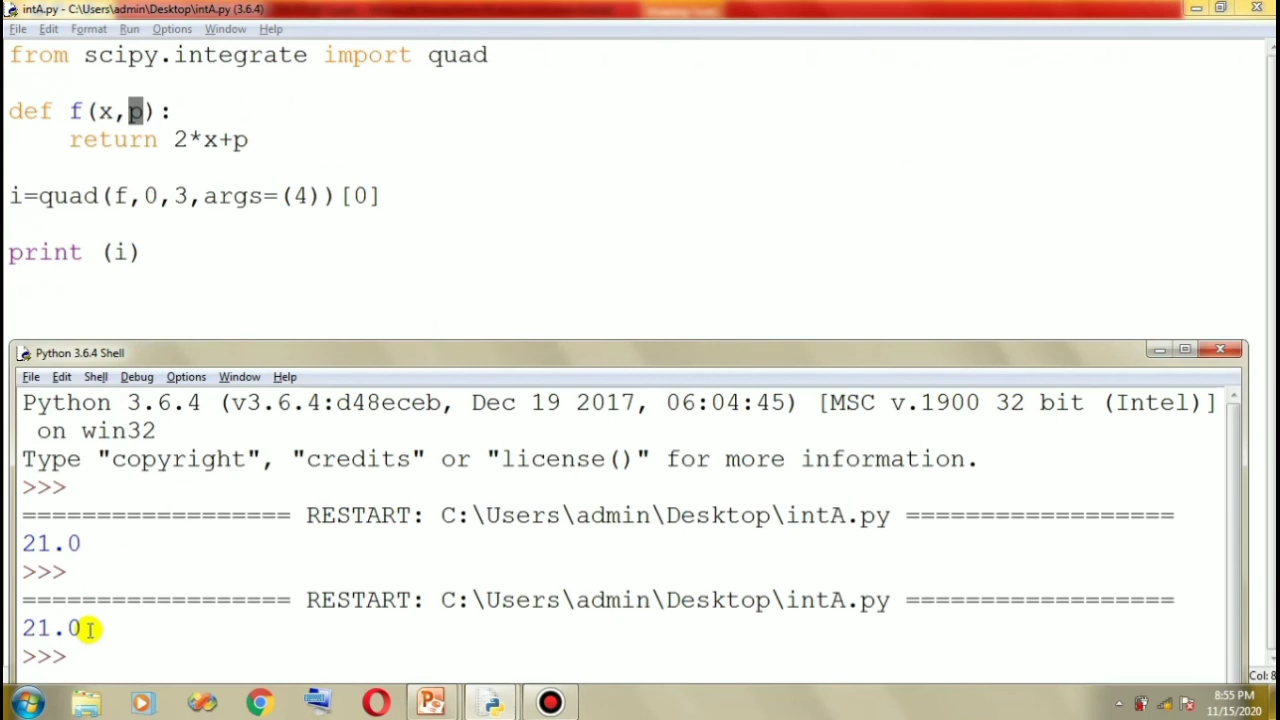 intA.py - C:\Users\admin\Desktop\intA.py (3.6.4)
File Edit Format Run Options Window Help
from scipy.integrate import quad
def f(x,p):
return 2*x+p
i=quad(f,0,3,args=(4))[0]
print (i)
Python 3.6.4 Shell
File Edit Shell Debug Options Window Help
Python 3.6.4 (v3.6.4:d48eceb, Dec 19 2017, 06:04:45) [MSC v.1900 32 bit (Intel)]
on win32
Type "copyright", "credits" or "license()" for more information.
>>>
================== RESTART: C:\Users\admin\Desktop\intA.py ==================
21.0
>>>
================== RESTART: C:\Users\admin\Desktop\intA.py ==================
21.0
>>>
Col: 8
8:55 PM
11/15/2020